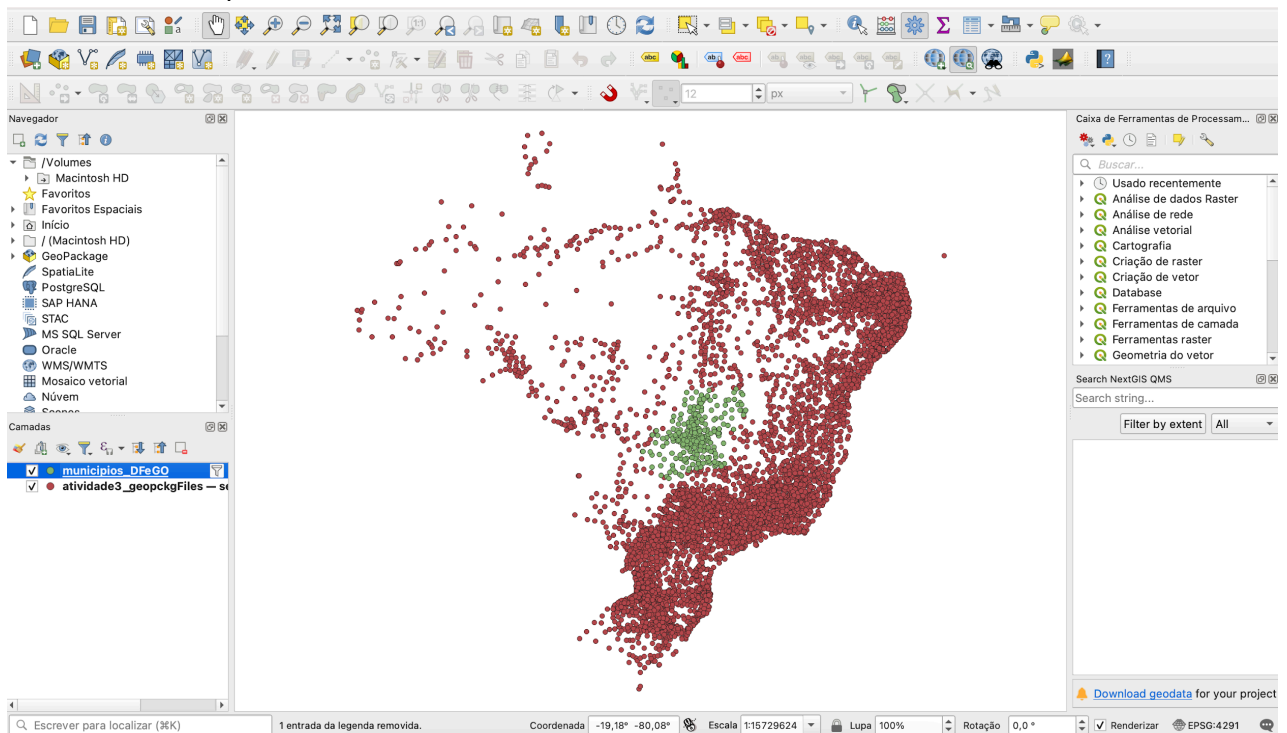 abc
ab
abc
12
px
Navegador
/Volumes
Macintosh HD
Favoritos
Favoritos Espaciais
Início
/ (Macintosh HD)
GeoPackage
SpatiaLite
PostgreSQL
SAP HANA
STAC
MS SQL Server
Oracle
WMS/WMTS
Mosaico vetorial
Núvem
Camadas
municipios_DFeGO
atividade3_geopckgFiles — se
Caixa de Ferramentas de Processam...
Buscar...
Usado recentemente
Análise de dados Raster
Análise de rede
Análise vetorial
Cartografia
Criação de raster
Criação de vetor
Database
Ferramentas de arquivo
Ferramentas de camada
Ferramentas raster
Geometria do vetor
Search NextGIS QMS
Search string...
Filter by extent All
Download geodata for your project
Escrever para localizar (⌘K) 1 entrada da legenda removida. Coordenada -19,18° -80,08° Escala 1:15729624 Lupa 100% Rotação 0,0 ° Renderizar EPSG:4291